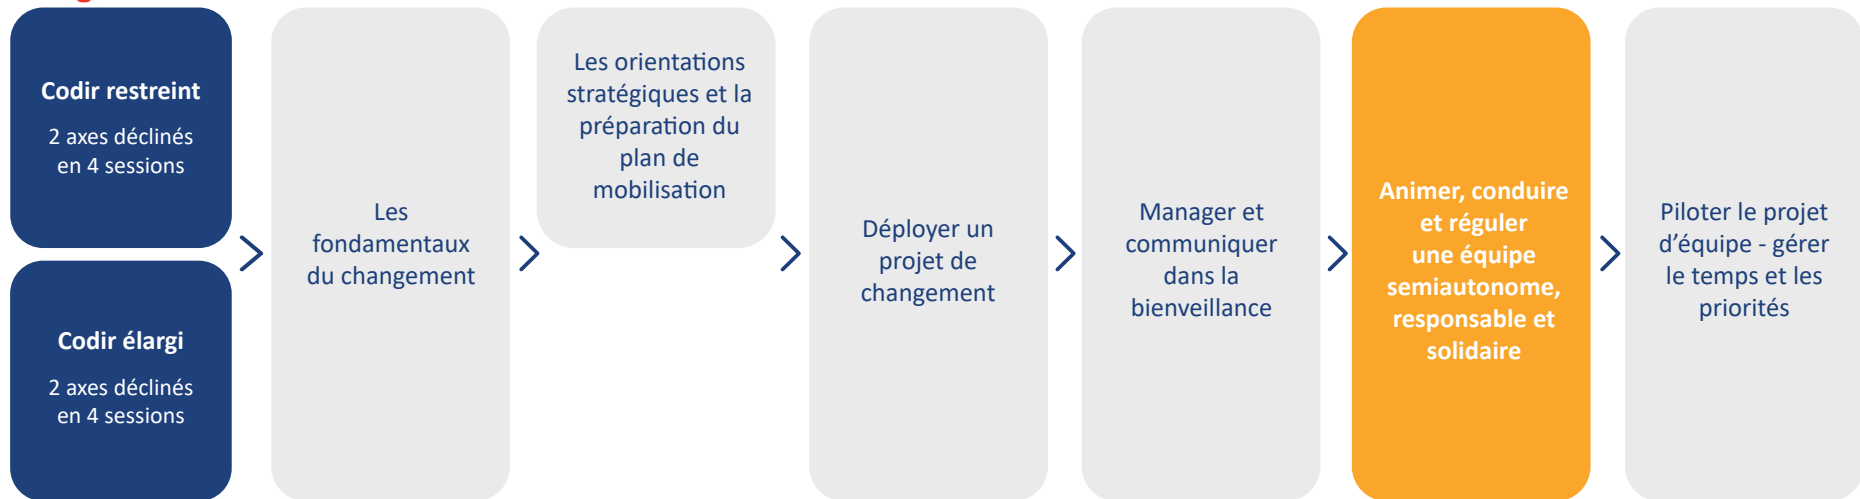 Codir restreint
2 axes déclinés
en 4 sessions
Codir élargi
2 axes déclinés
en 4 sessions
Les
fondamentaux
du changement
Les orientations
stratégiques et la
préparation du
plan de
mobilisation
Déployer un
projet de
changement
Manager et
communiquer
dans la
bienveillance
Animer, conduire
et réguler
une équipe
semiautonome,
responsable et
solidaire
Piloter le projet
d’équipe - gérer
le temps et les
priorités